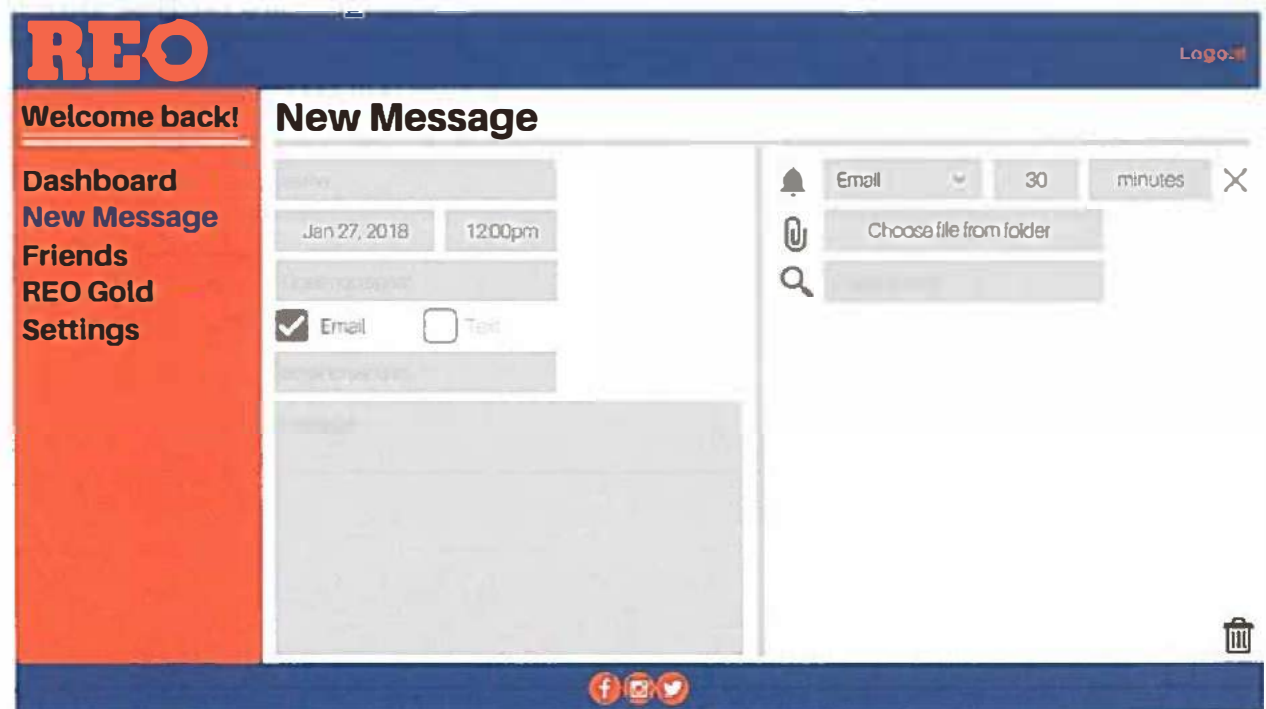 REO
Welcome back!
Dashboard
New Message
Friends
REO Gold
Settings
New Message
Jan 27, 2018 12:00pm
Email Text
Email 30 minutes
Choose file from folder